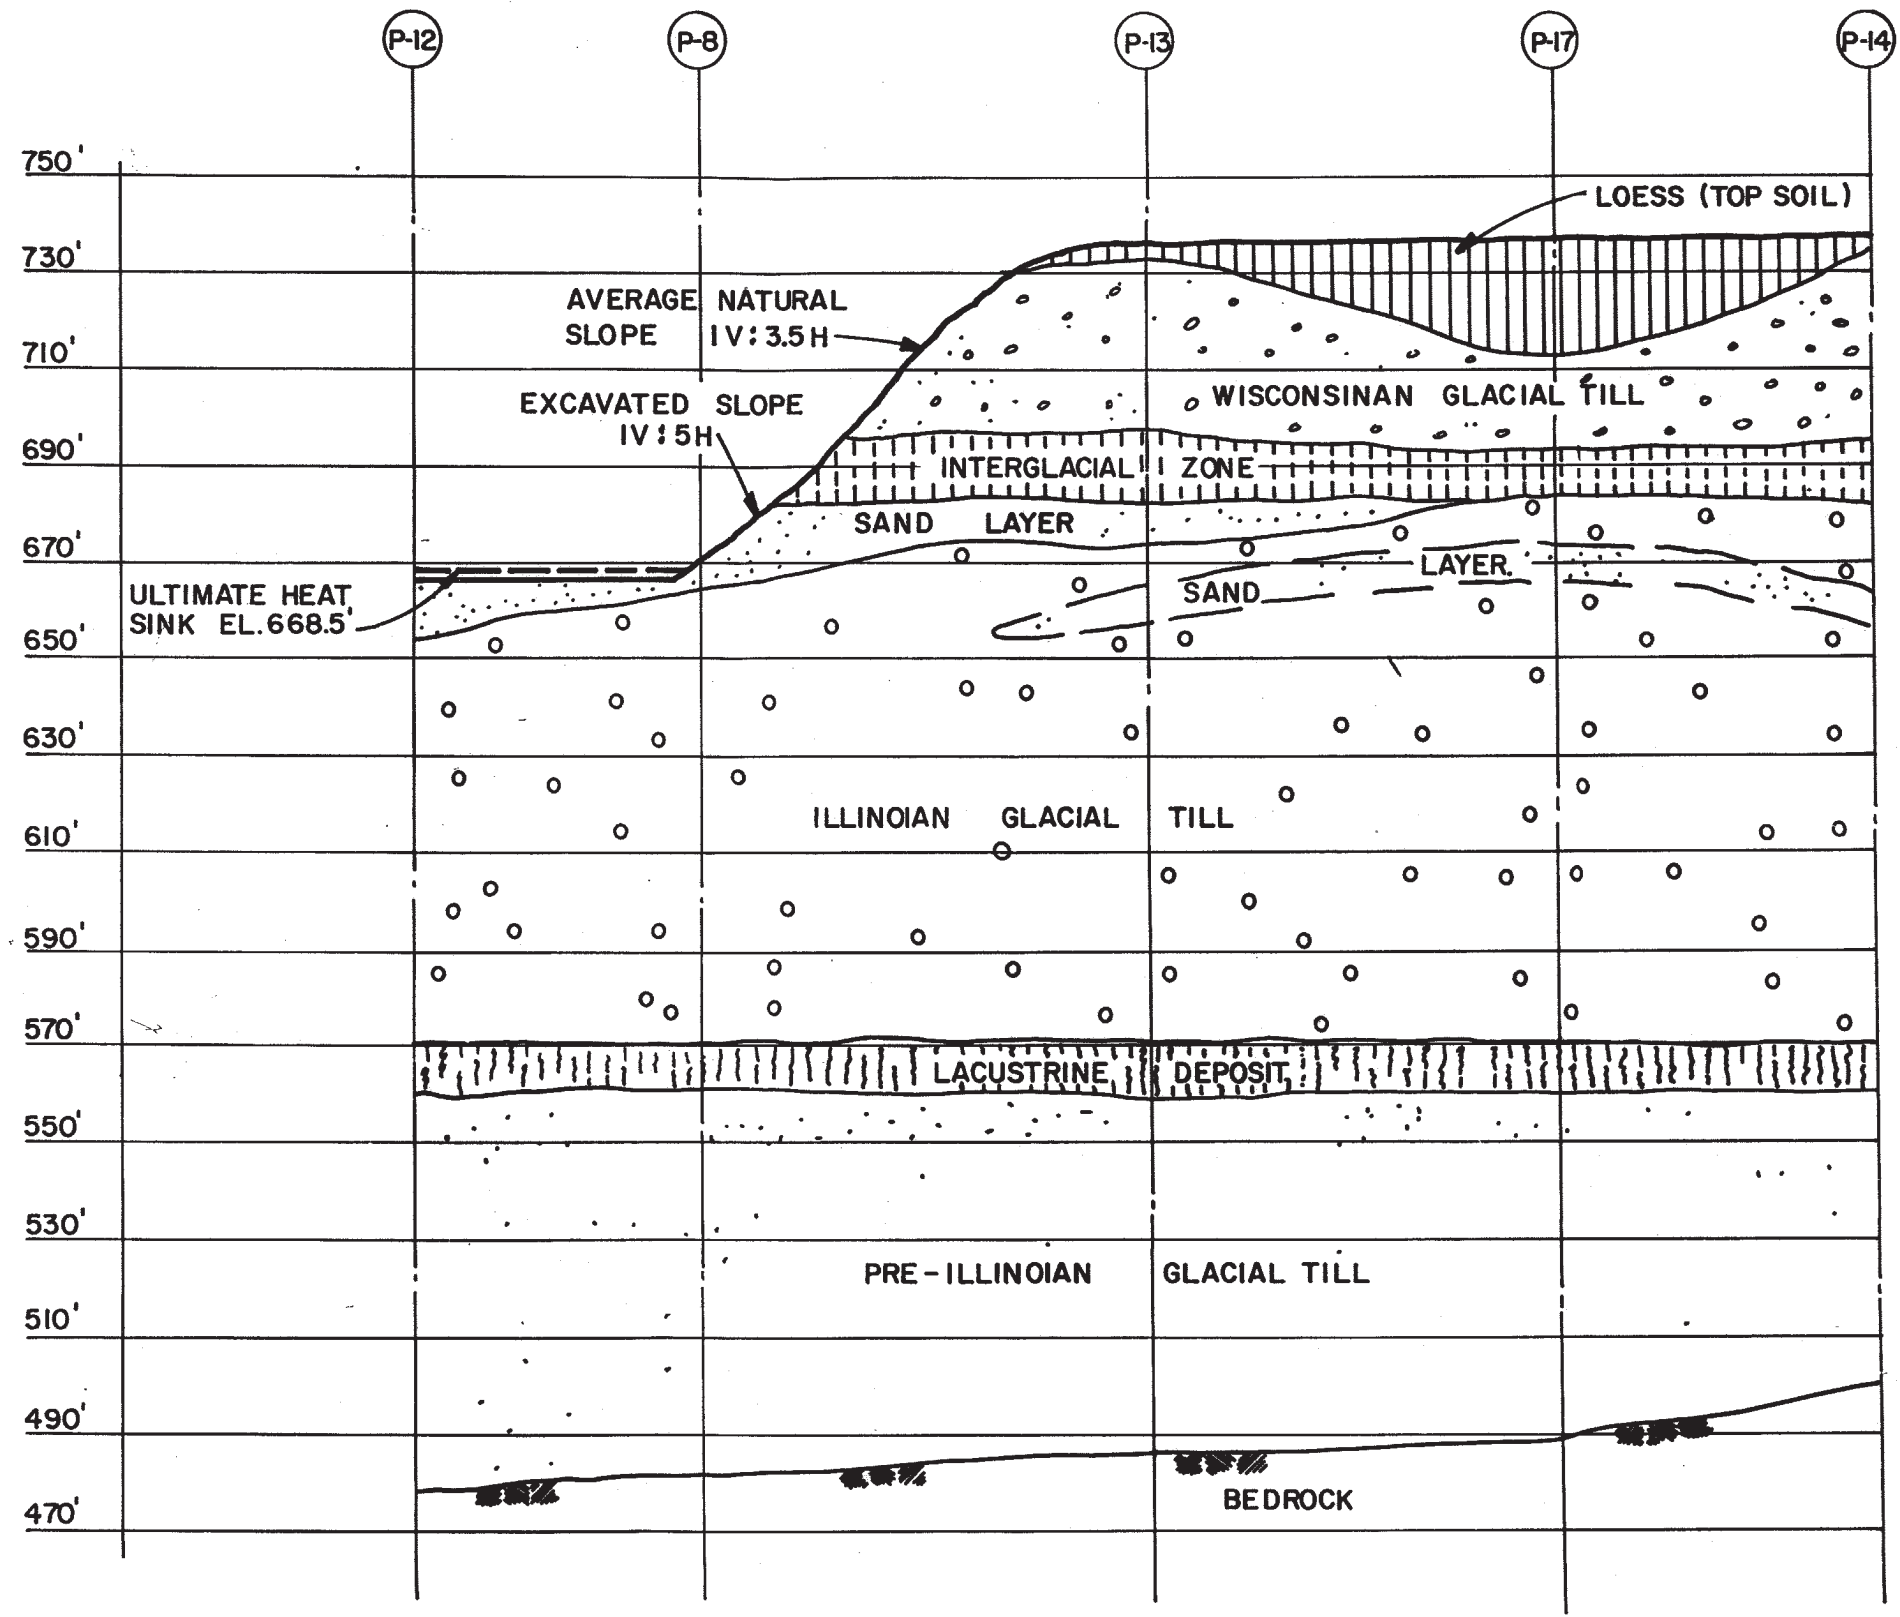 P-12 P-8 P-13 P-17 P-14
750'
LOESS (TOP SOIL)
730'
AVERAGE NATURAL
SLOPE 1V:3.5H
710'
EXCAVATED SLOPE
1V:5H
WISCONSINAN GLACIAL TILL
690'
INTERGLACIAL ZONE
SAND LAYER
670'
LAYER
SAND
ULTIMATE HEAT
SINK EL.668.5'
650'
630'
ILLINOIAN GLACIAL TILL
610'
590'
570'
LACUSTRINE DEPOSIT
550'
530'
PRE-ILLINOIAN GLACIAL TILL
510'
490'
BEDROCK
470'